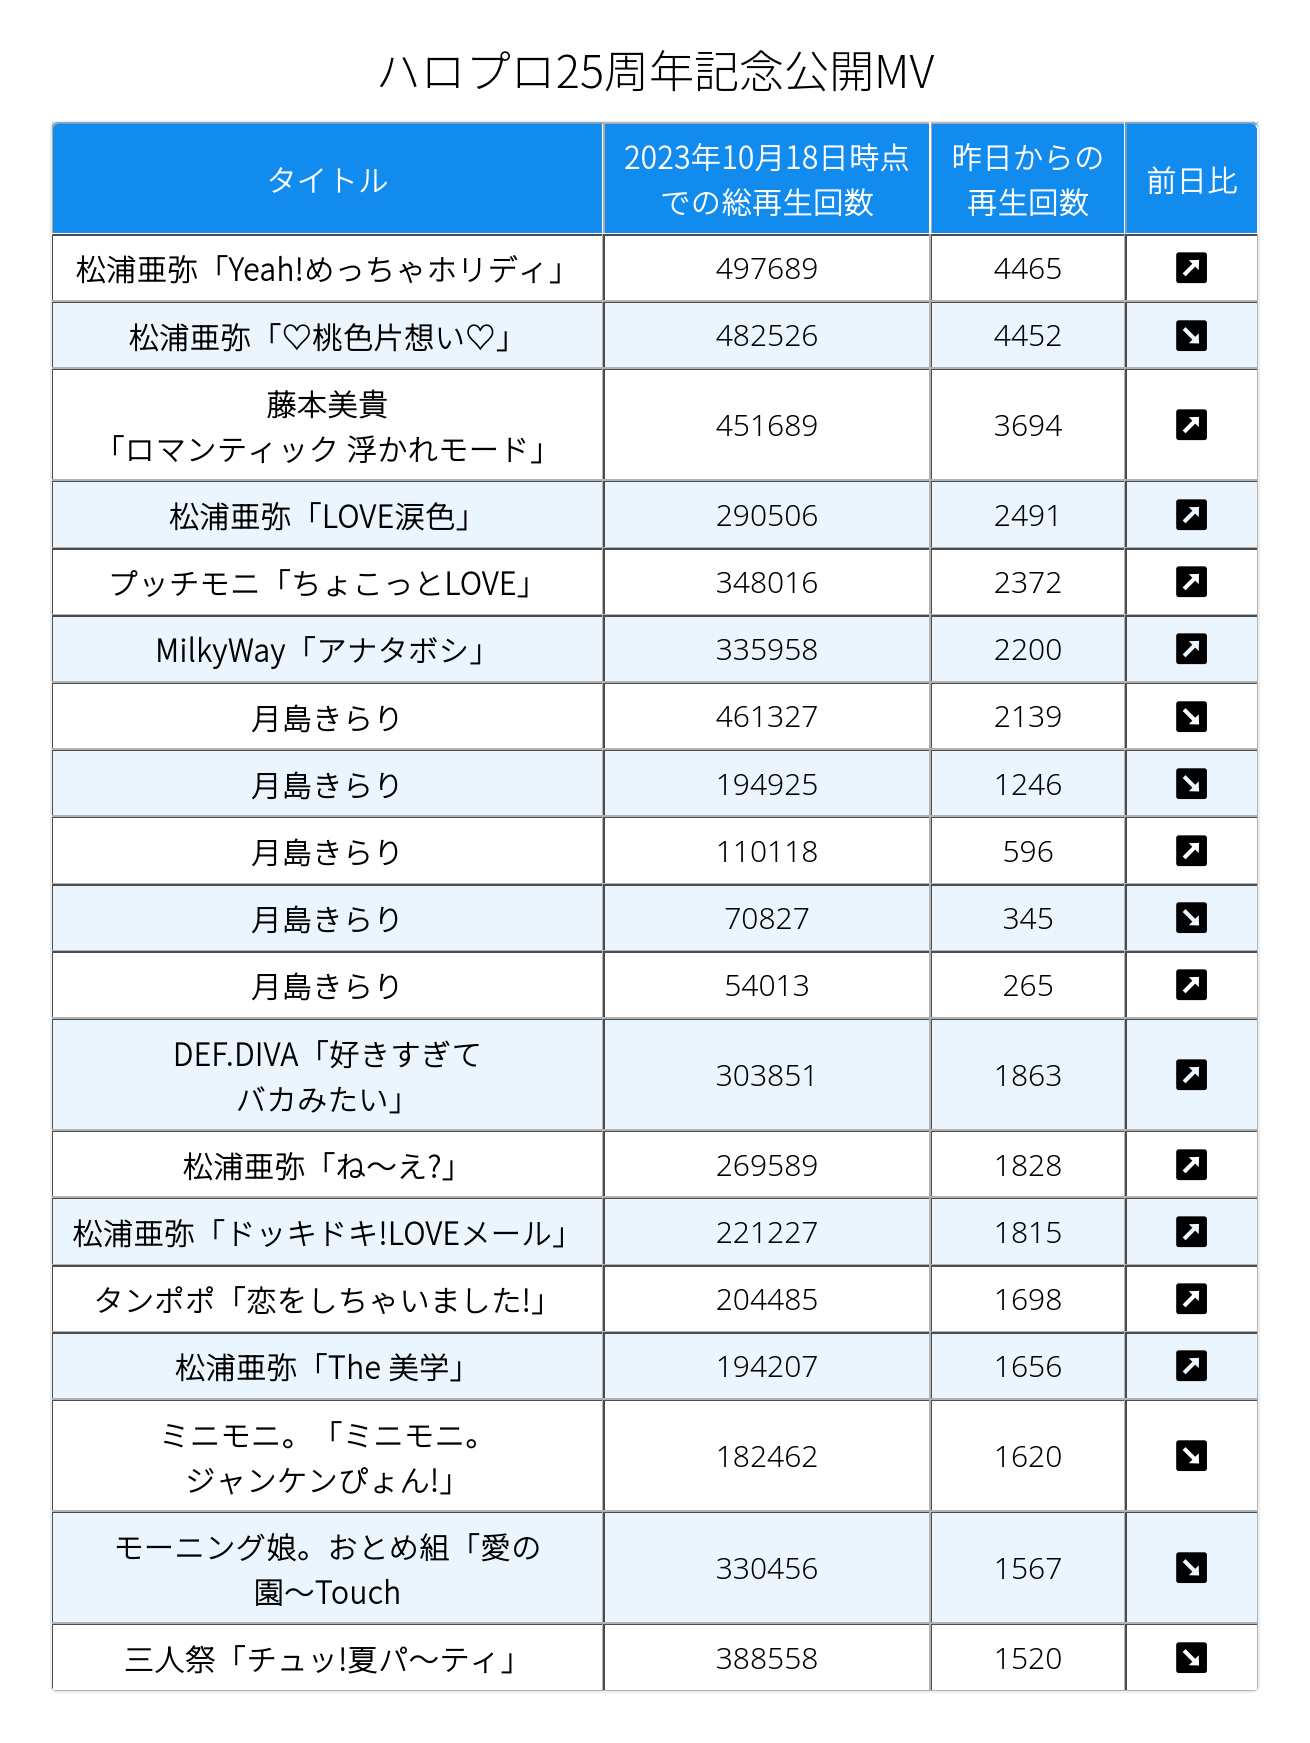 ハロプロ25周年記念公開MV
タイトル
2023年10月18日時点
での総再生回数
昨日からの
再生回数
前日比
松浦亜弥「Yeah!めっちゃホリディ」 497689 4465
松浦亜弥「♡桃色片想い♡」 482526 4452
藤本美貴
「ロマンティック 浮かれモード」 451689 3694
松浦亜弥「LOVE涙色」 290506 2491
プッチモニ「ちょこっとLOVE」 348016 2372
MilkyWay「アナタボシ」 335958 2200
月島きらり 461327 2139
月島きらり 194925 1246
月島きらり 110118 596
月島きらり 70827 345
月島きらり 54013 265
DEF.DIVA「好きすぎて
バカみたい」 303851 1863
松浦亜弥「ね〜え?」 269589 1828
松浦亜弥「ドッキドキ!LOVEメール」 221227 1815
タンポポ「恋をしちゃいました!」 204485 1698
松浦亜弥「The 美学」 194207 1656
ミニモニ。「ミニモニ。
ジャンケンぴょん!」 182462 1620
モーニング娘。おとめ組「愛の
園〜Touch 330456 1567
三人祭「チュッ!夏パ〜ティ」 388558 1520